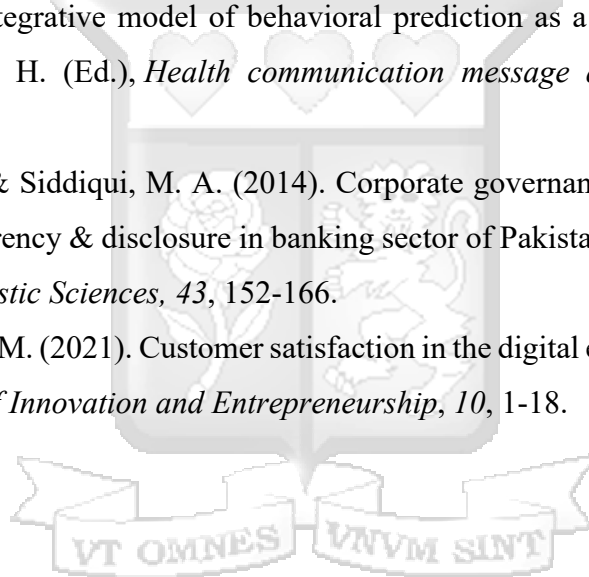 tegrative model of behavioral prediction as a
H. (Ed.), Health communication message
& Siddiqui, M. A. (2014). Corporate governan
rency & disclosure in banking sector of Pakista
stic Sciences, 43, 152-166.
M. (2021). Customer satisfaction in the digital
f Innovation and Entrepreneurship, 10, 1-18.
VT OMNES VNVM SINT